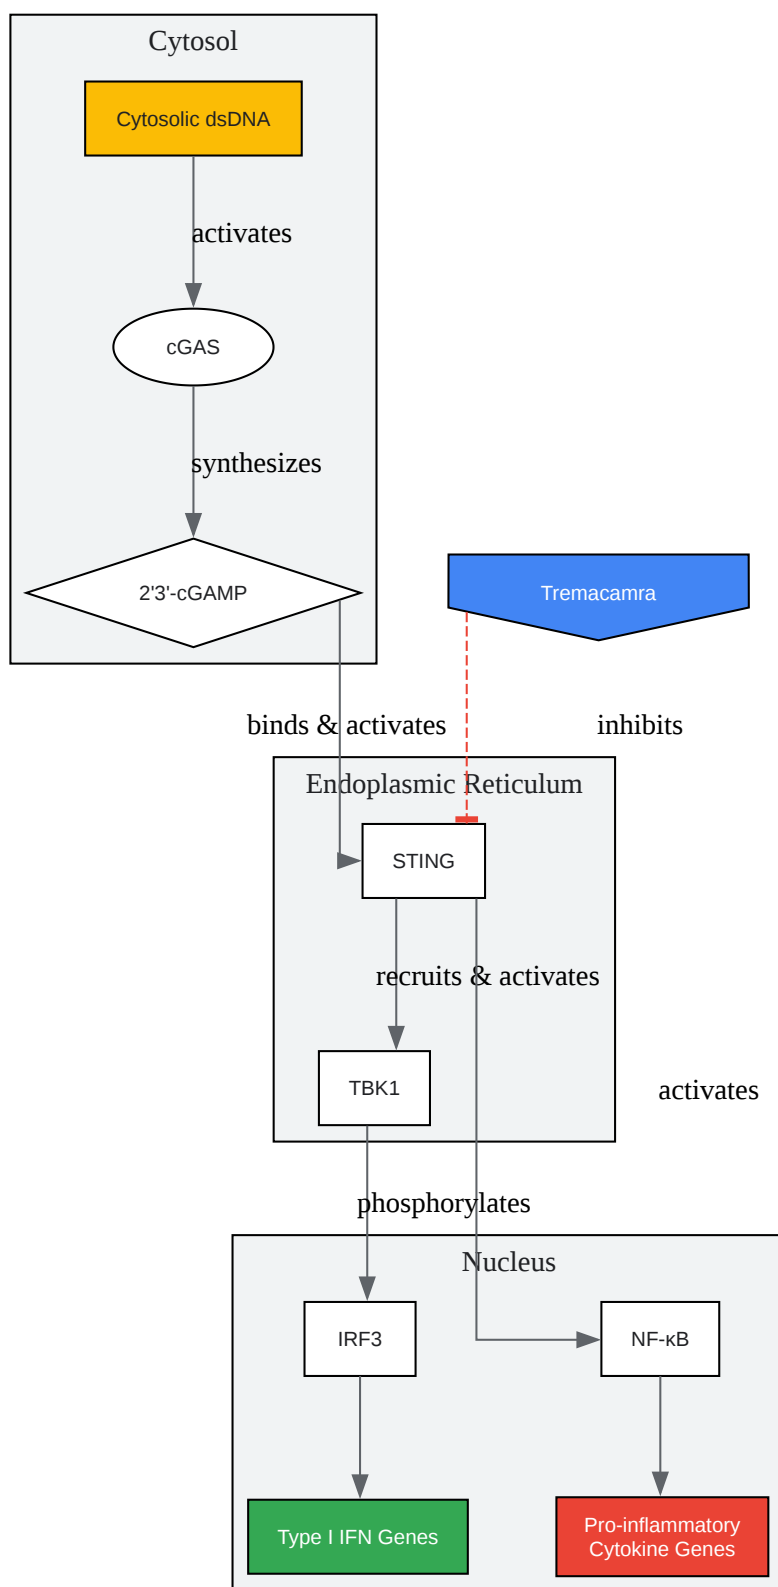 Cytosol
Cytosolic dsDNA
activates
cGAS
synthesizes
2'3'-cGAMP
Tremacamra
binds & activates
inhibits
Endoplasmic Reticulum
STING
recruits & activates
TBK1
activates
phosphorylates
Nucleus
IRF3
NF-κB
Type I IFN Genes
Pro-inflammatory
Cytokine Genes